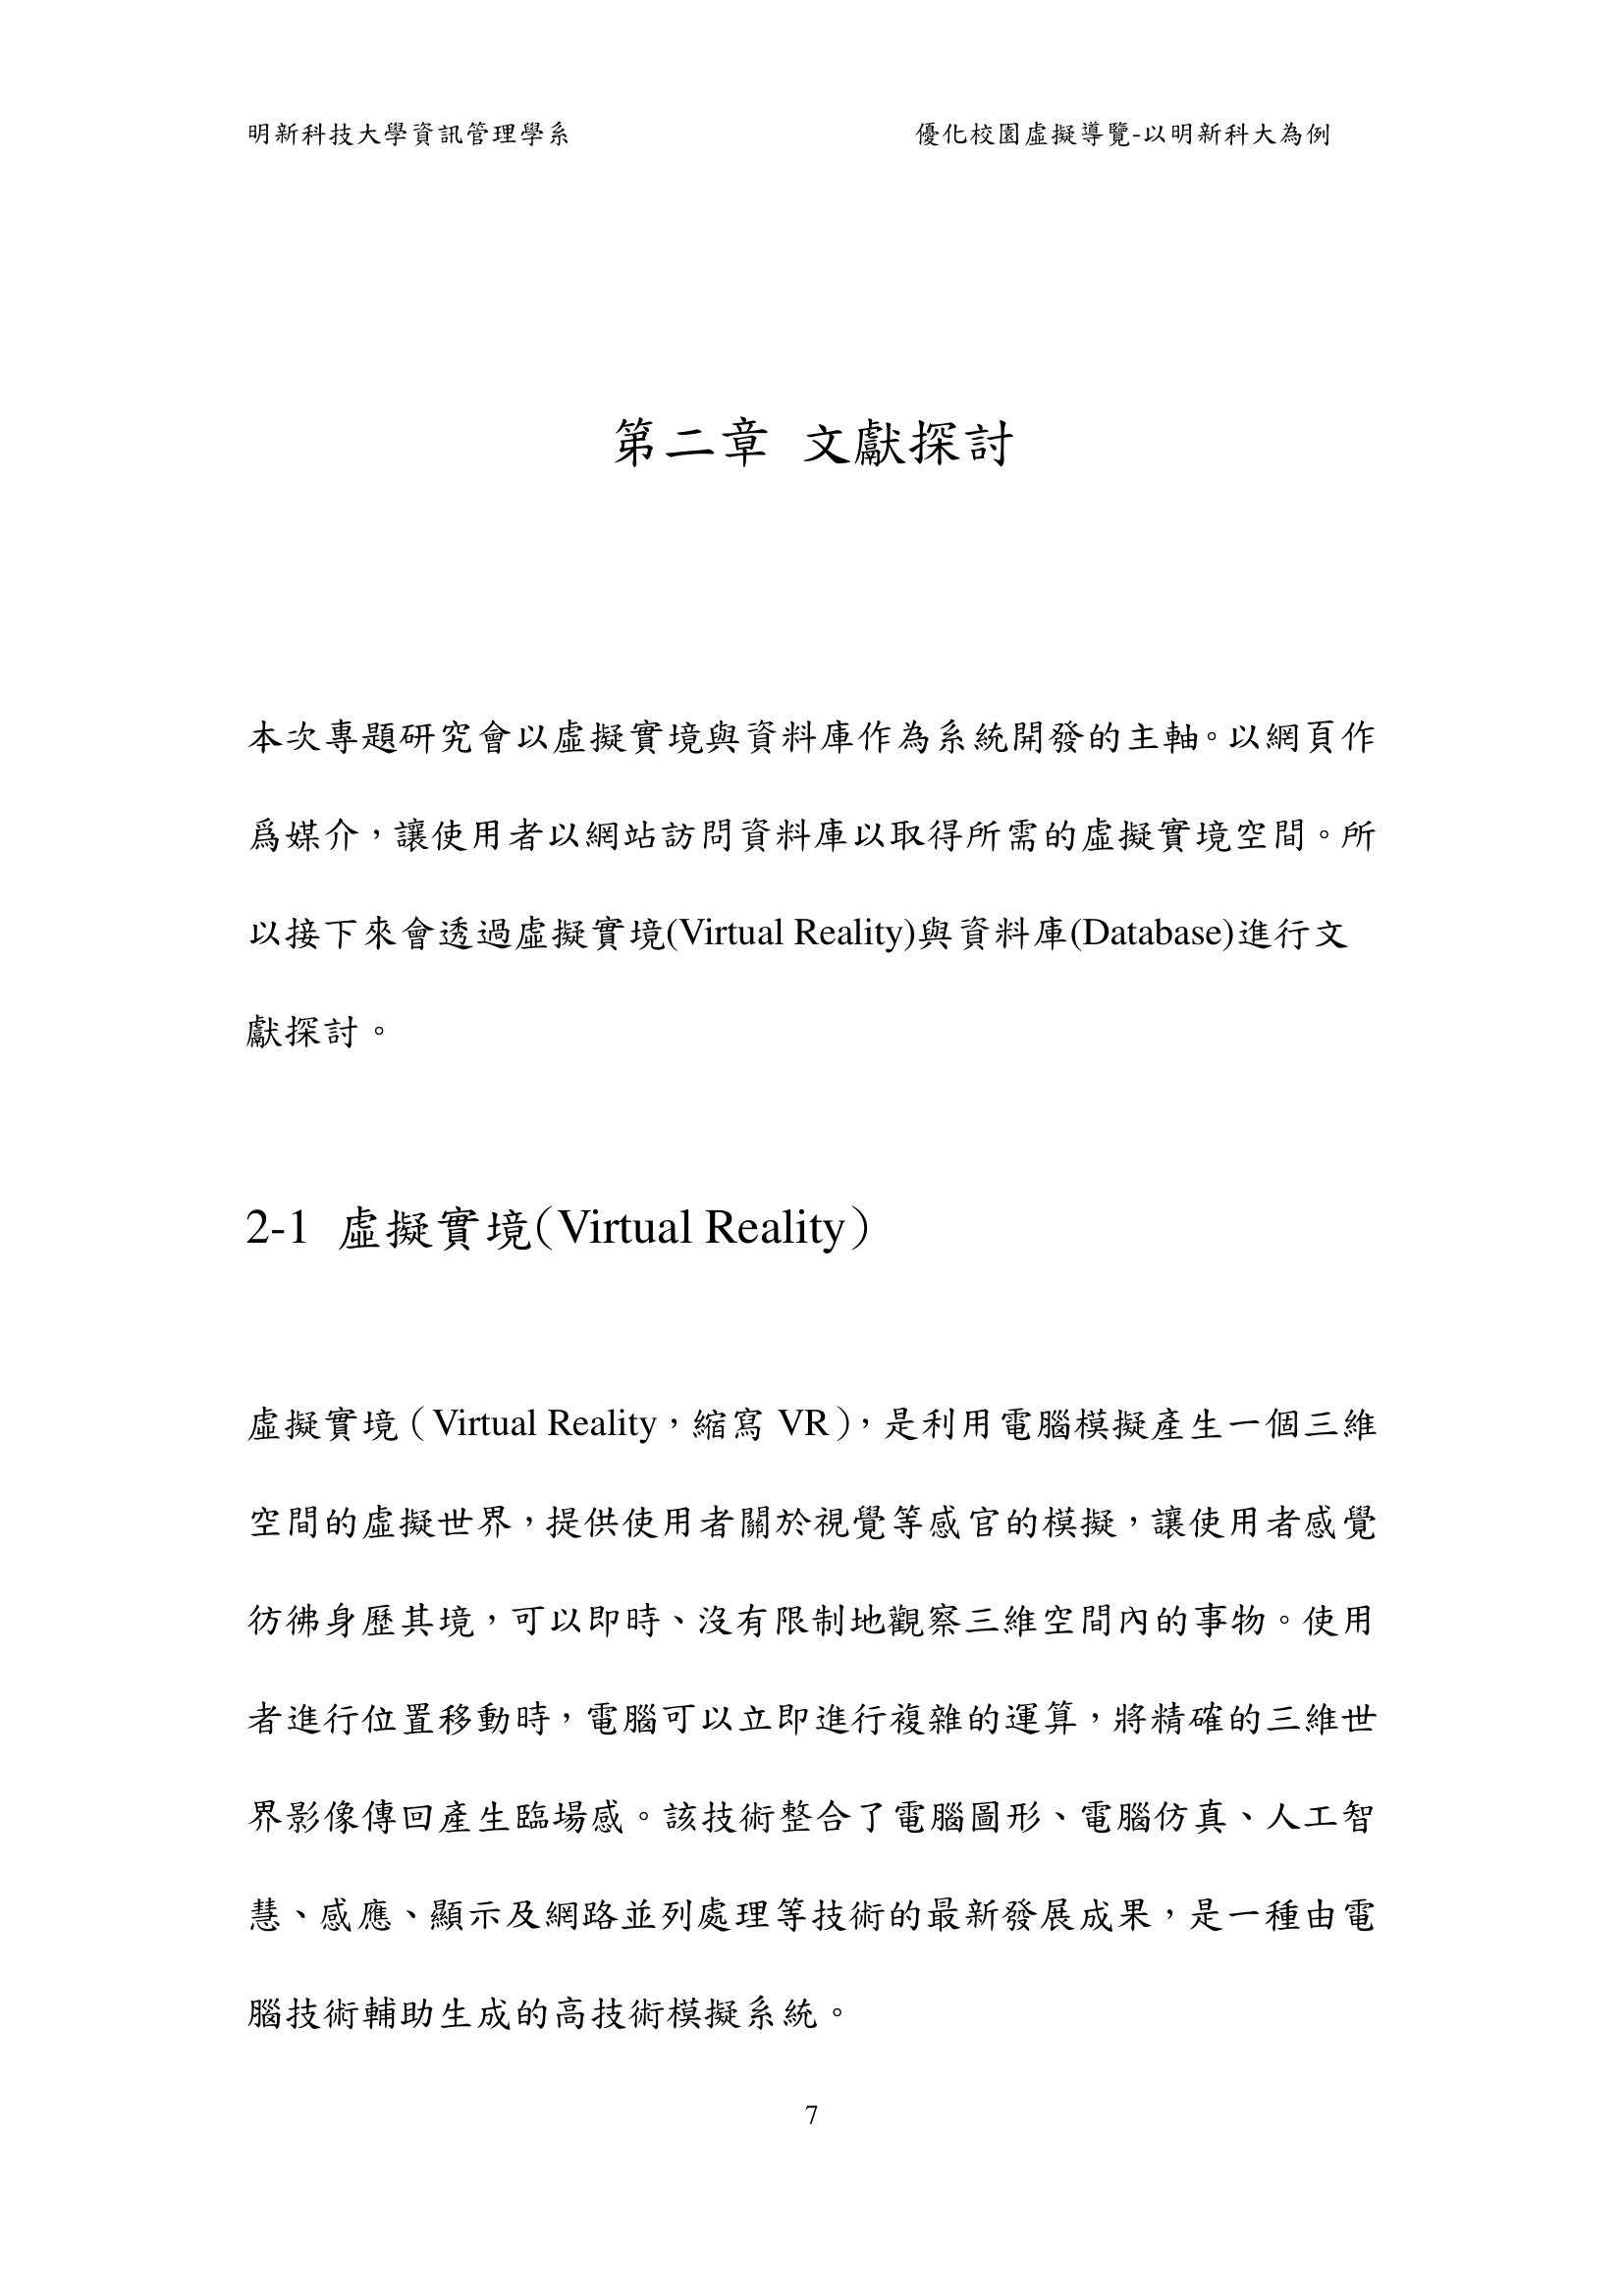 明新科技大學資訊管理學系 優化校園虛擬導覽-以明新科大為例
第二章 文獻探討
本次專題研究會以虛擬實境與資料庫作為系統開發的主軸。以網頁作
為媒介，讓使用者以網站訪問資料庫以取得所需的虛擬實境空間。所
以接下來會透過虛擬實境(Virtual Reality)與資料庫(Database)進行文
獻探討。
2-1 虛擬實境(Virtual Reality)
虛擬實境（Virtual Reality，縮寫 VR），是利用電腦模擬產生一個三維
空間的虛擬世界，提供使用者關於視覺等感官的模擬，讓使用者感覺
彷彿身歷其境，可以即時、沒有限制地觀察三維空間內的事物。使用
者進行位置移動時，電腦可以立即進行複雜的運算，將精確的三維世
界影像傳回產生臨場感。該技術整合了電腦圖形、電腦仿真、人工智
慧、感應、顯示及網路並列處理等技術的最新發展成果，是一種由電
腦技術輔助生成的高技術模擬系統。
7